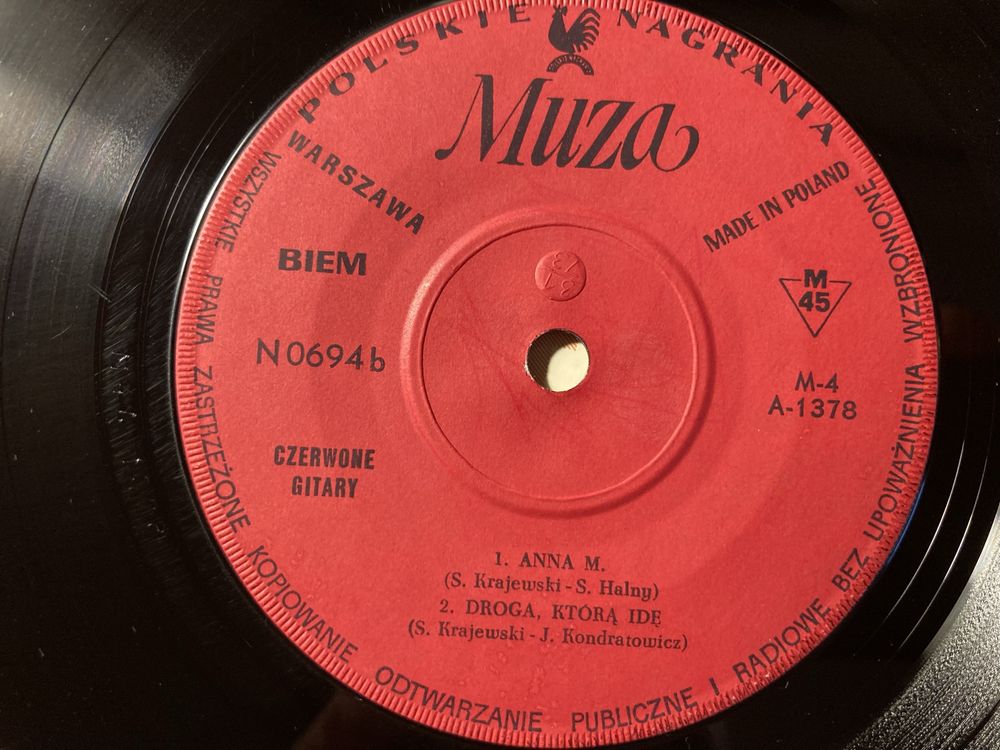 POLSKIE NAGRANIA
Muza
WARSZAWA
MADE IN POLAND
BIEM
M
45
N0694b
M-4
A-1378
CZERWONE
GITARY
1. ANNA M.
(S. Krajewski - S. Halny)
2. DROGA, KTÓRĄ IDĘ
(S. Krajewski - J. Kondratowicz)
WSZYSTKIE PRAWA ZASTRZEŻONE KOPIOWANIE ODTWARZANIE PUBLICZNE I RADIOWE BEZ UPOWAŻNIENIA WZBRONIONE